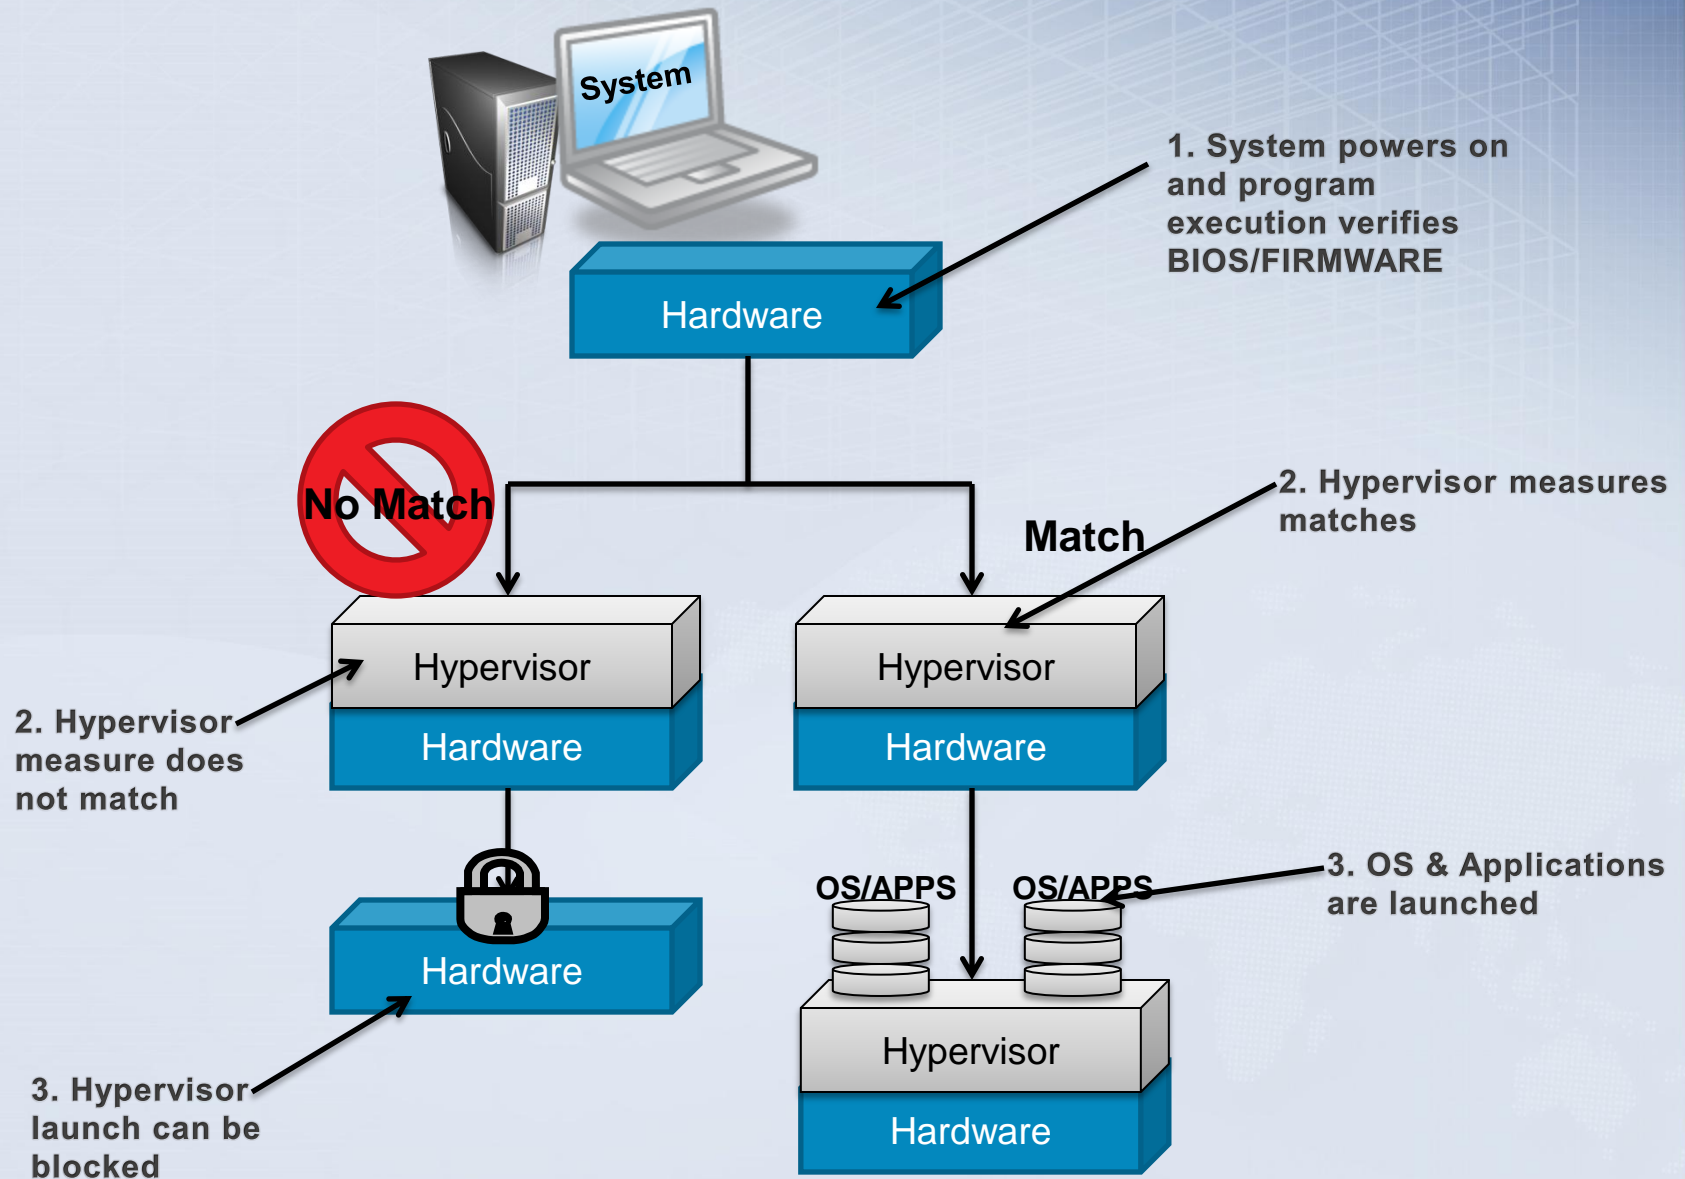 System
1. System powers on
and program
execution verifies
BIOS/FIRMWARE
Hardware
No Match
Match
2. Hypervisor measures
matches
Hypervisor
Hardware
Hypervisor
Hardware
2. Hypervisor
measure does
not match
OS/APPS
OS/APPS
3. OS & Applications
are launched
Hardware
Hypervisor
Hardware
3. Hypervisor
launch can be
blocked